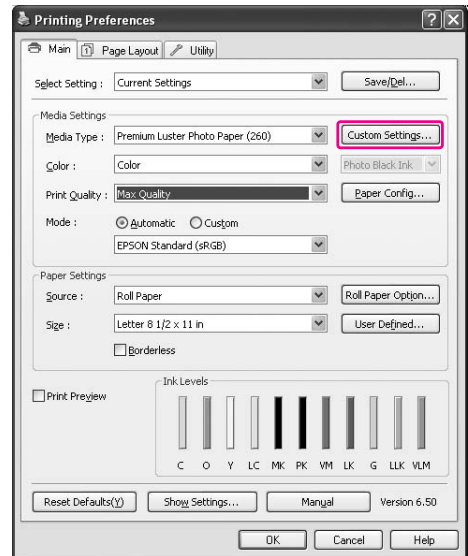 Printing Preferences
Main Page Layout Utility
Select Setting : Current Settings Save/Del...
Media Settings
Media Type : Premium Luster Photo Paper (260) Custom Settings...
Color : Color Photo Black Ink
Print Quality : Max Quality Paper Config...
Mode : Automatic Custom
EPSON Standard (sRGB)
Paper Settings
Source : Roll Paper Roll Paper Option...
Size : Letter 8 1/2 x 11 in User Defined...
Borderless
Print Preview
Ink Levels
C O Y LC MK PK VM LK G LLK VLM
Reset Defaults(Y) Show Settings... Manual Version 6.50
OK Cancel Help